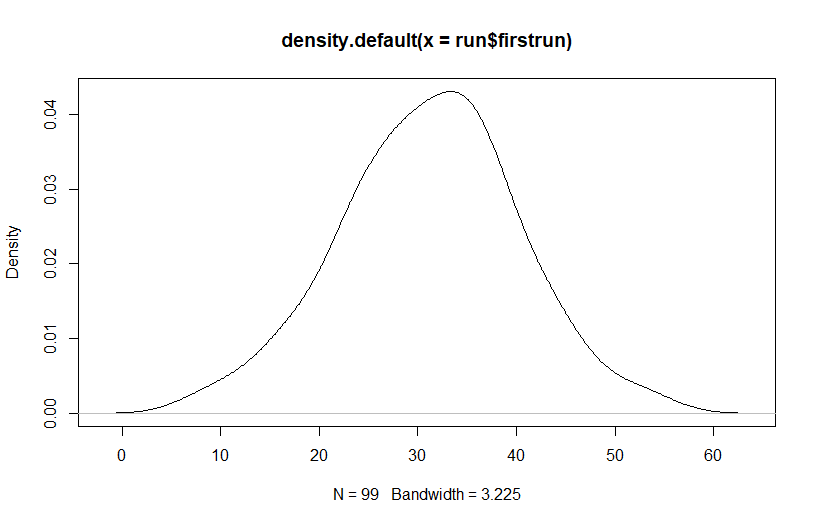 density.default(x = run$firstrun)
Density
0.04
0.03
0.02
0.01
0.00
0 10 20 30 40 50 60
N = 99 Bandwidth = 3.225